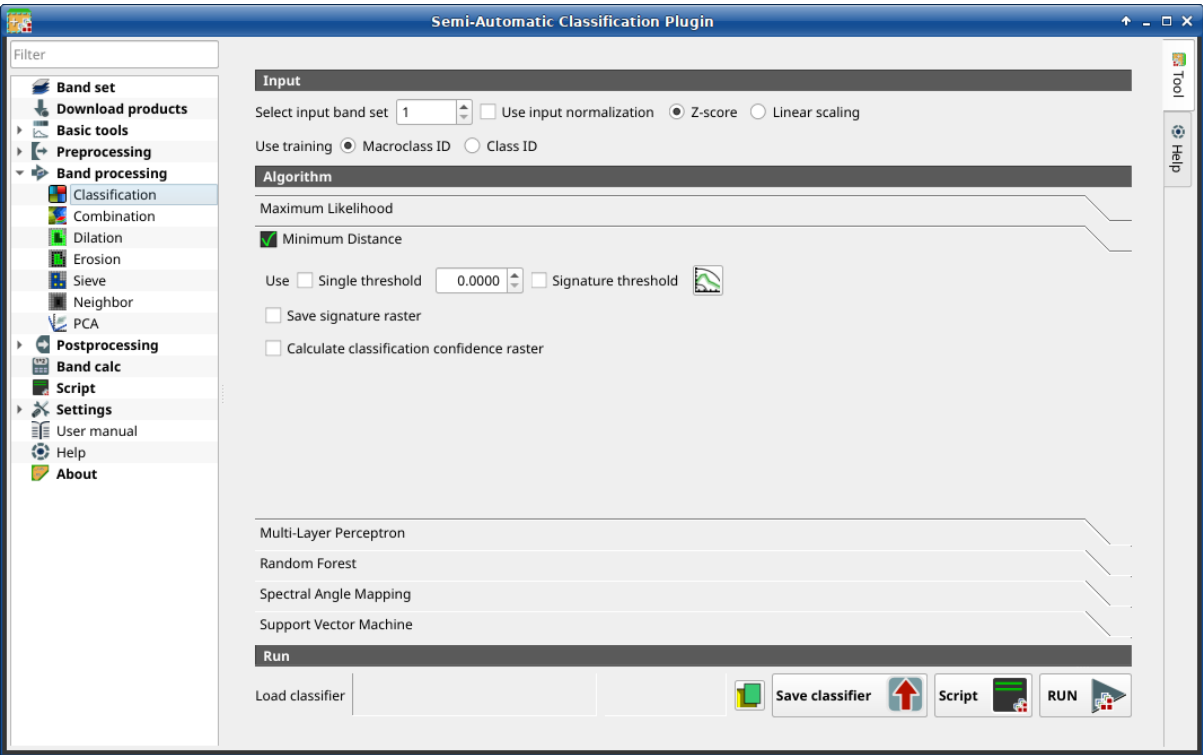 Semi-Automatic Classification Plugin
Filter
Band set
Download products
Basic tools
Preprocessing
Band processing
Classification
Combination
Dilation
Erosion
Sieve
Neighbor
PCA
Postprocessing
Band calc
Script
Settings
User manual
Help
About
Input
Select input band set 1 Use input normalization Z-score Linear scaling
Use training Macroclass ID Class ID
Algorithm
Maximum Likelihood
Minimum Distance
Use Single threshold 0.0000 Signature threshold
Save signature raster
Calculate classification confidence raster
Multi-Layer Perceptron
Random Forest
Spectral Angle Mapping
Support Vector Machine
Run
Load classifier Save classifier Script RUN
Tool
Help